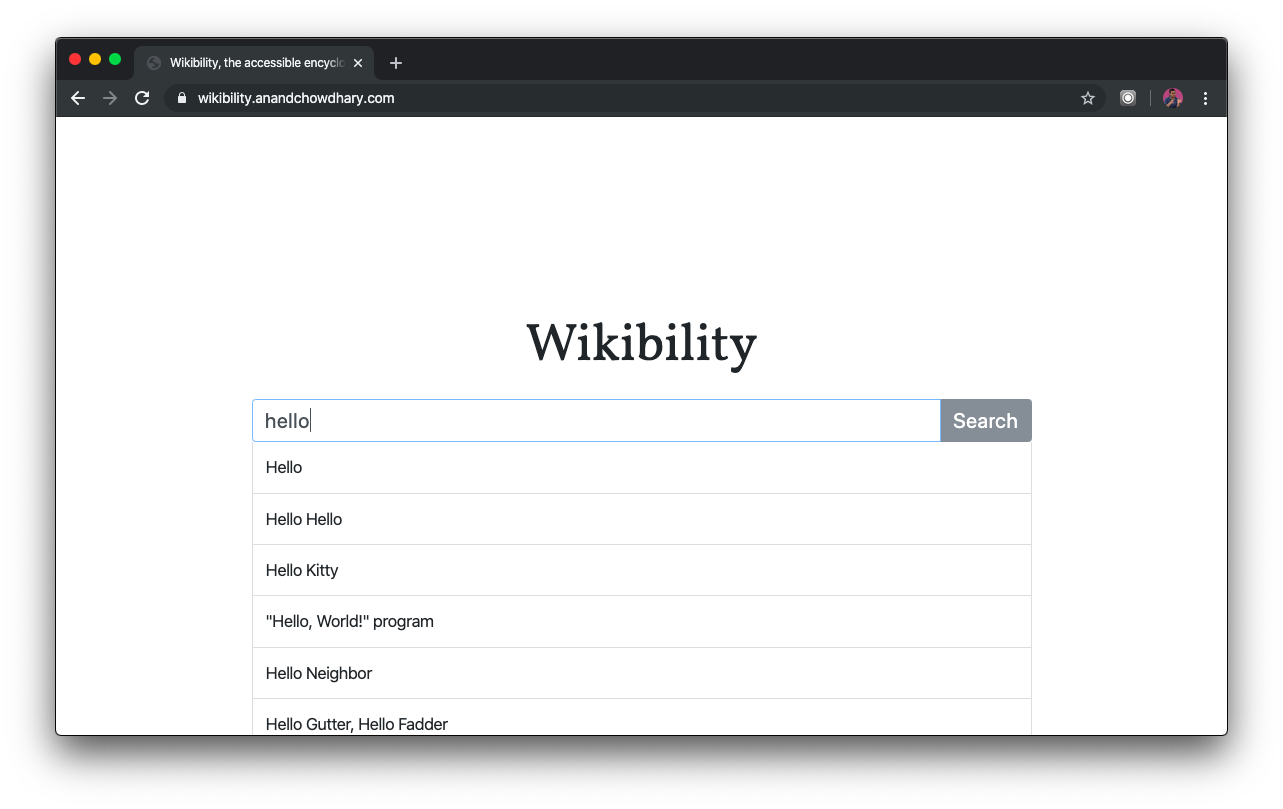 Wikibility, the accessible encyclo
wikibility.anandchowdhary.com
Wikibility
hello
Search
Hello
Hello Hello
Hello Kitty
"Hello, World!" program
Hello Neighbor
Hello Gutter, Hello Fadder